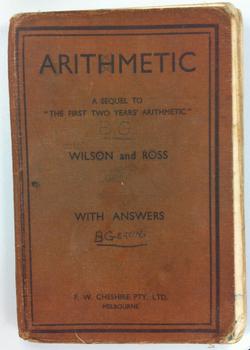 ARITHMETIC
A SEQUEL TO
"THE FIRST TWO YEARS' ARITHMETIC"
B G
WILSON and ROSS
WITH ANSWERS
F. W. CHESHIRE PTY. LTD.
MELBOURNE